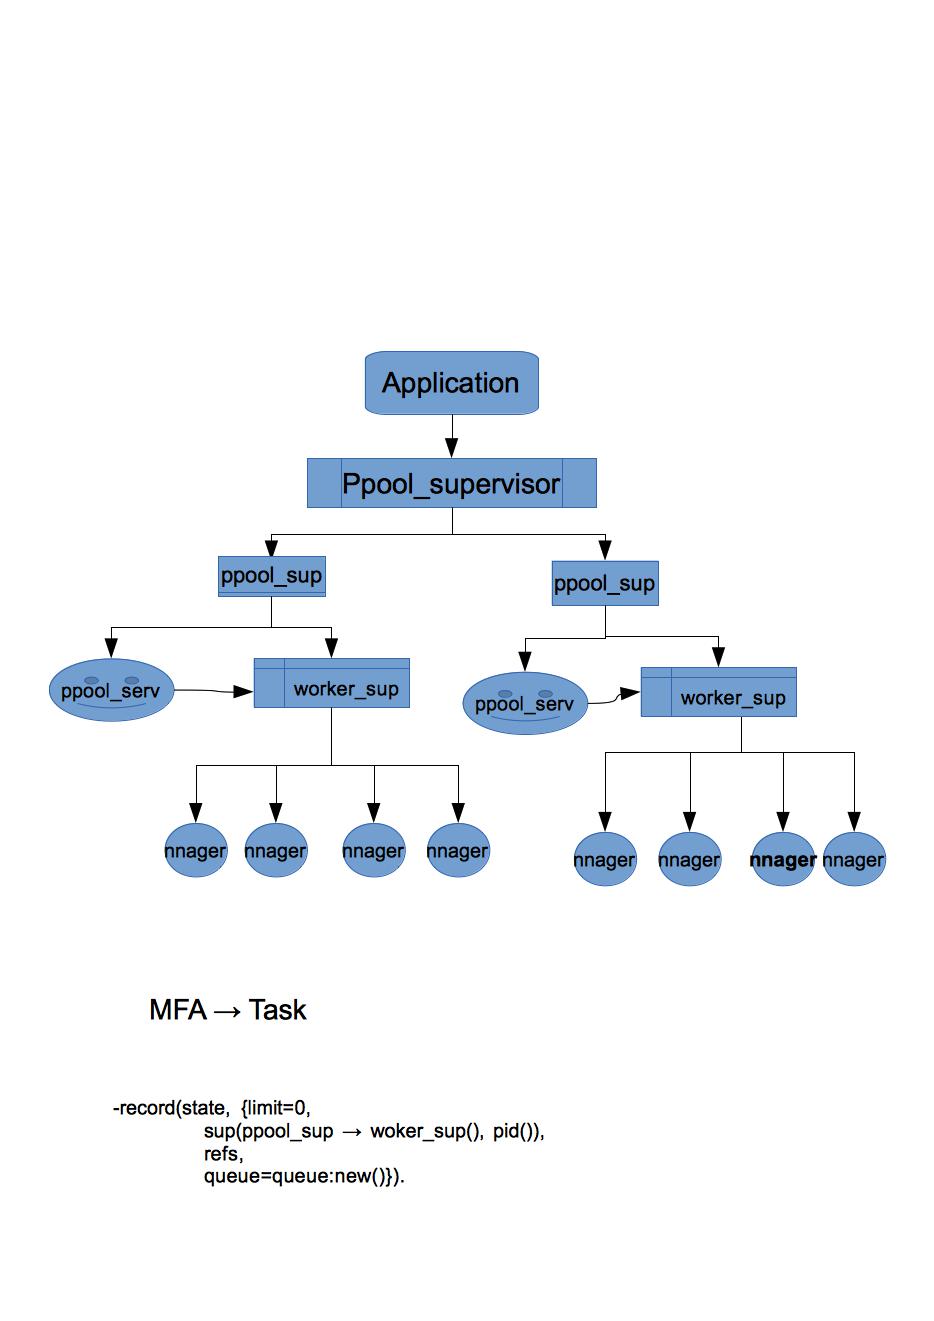 Application
Ppool_supervisor
ppool_sup ppool_sup
ppool_serv worker_sup ppool_serv worker_sup
nnager nnager nnager nnager nnager nnager nnager nnager
MFA → Task
-record(state, {limit=0,
sup(ppool_sup → woker_sup(), pid()),
refs,
queue=queue:new()}).